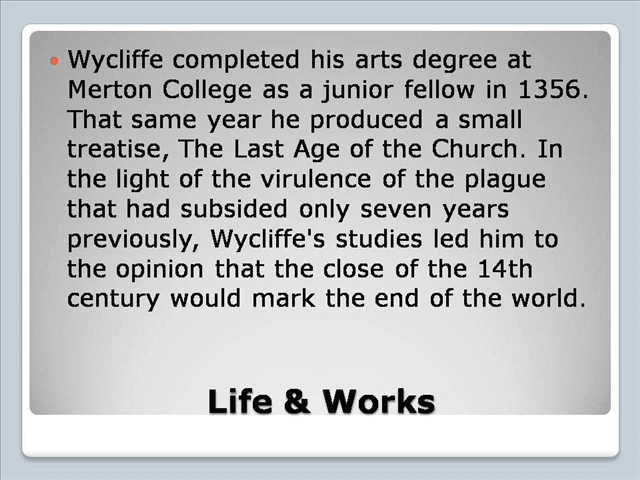 Wycliffe completed his arts degree at
Merton College as a junior fellow in 1356.
That same year he produced a small
treatise, The Last Age of the Church. In
the light of the virulence of the plague
that had subsided only seven years
previously, Wycliffe's studies led him to
the opinion that the close of the 14th
century would mark the end of the world.
Life & Works